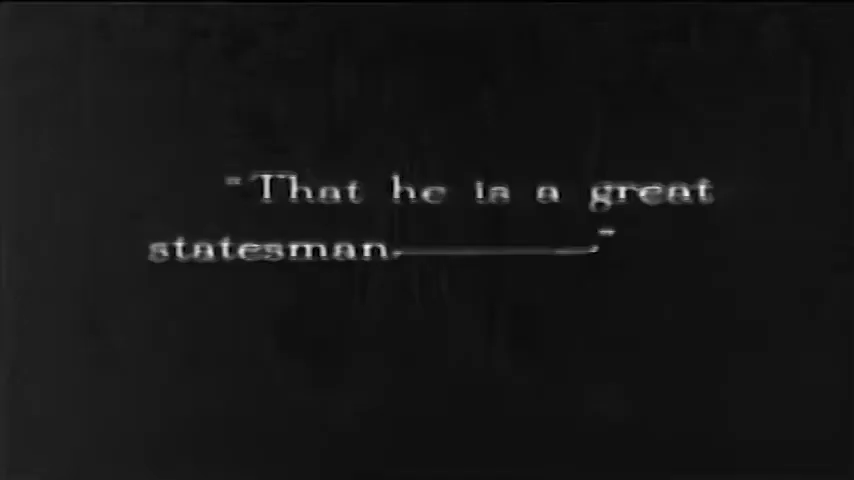 "That he is a great
statesman———"